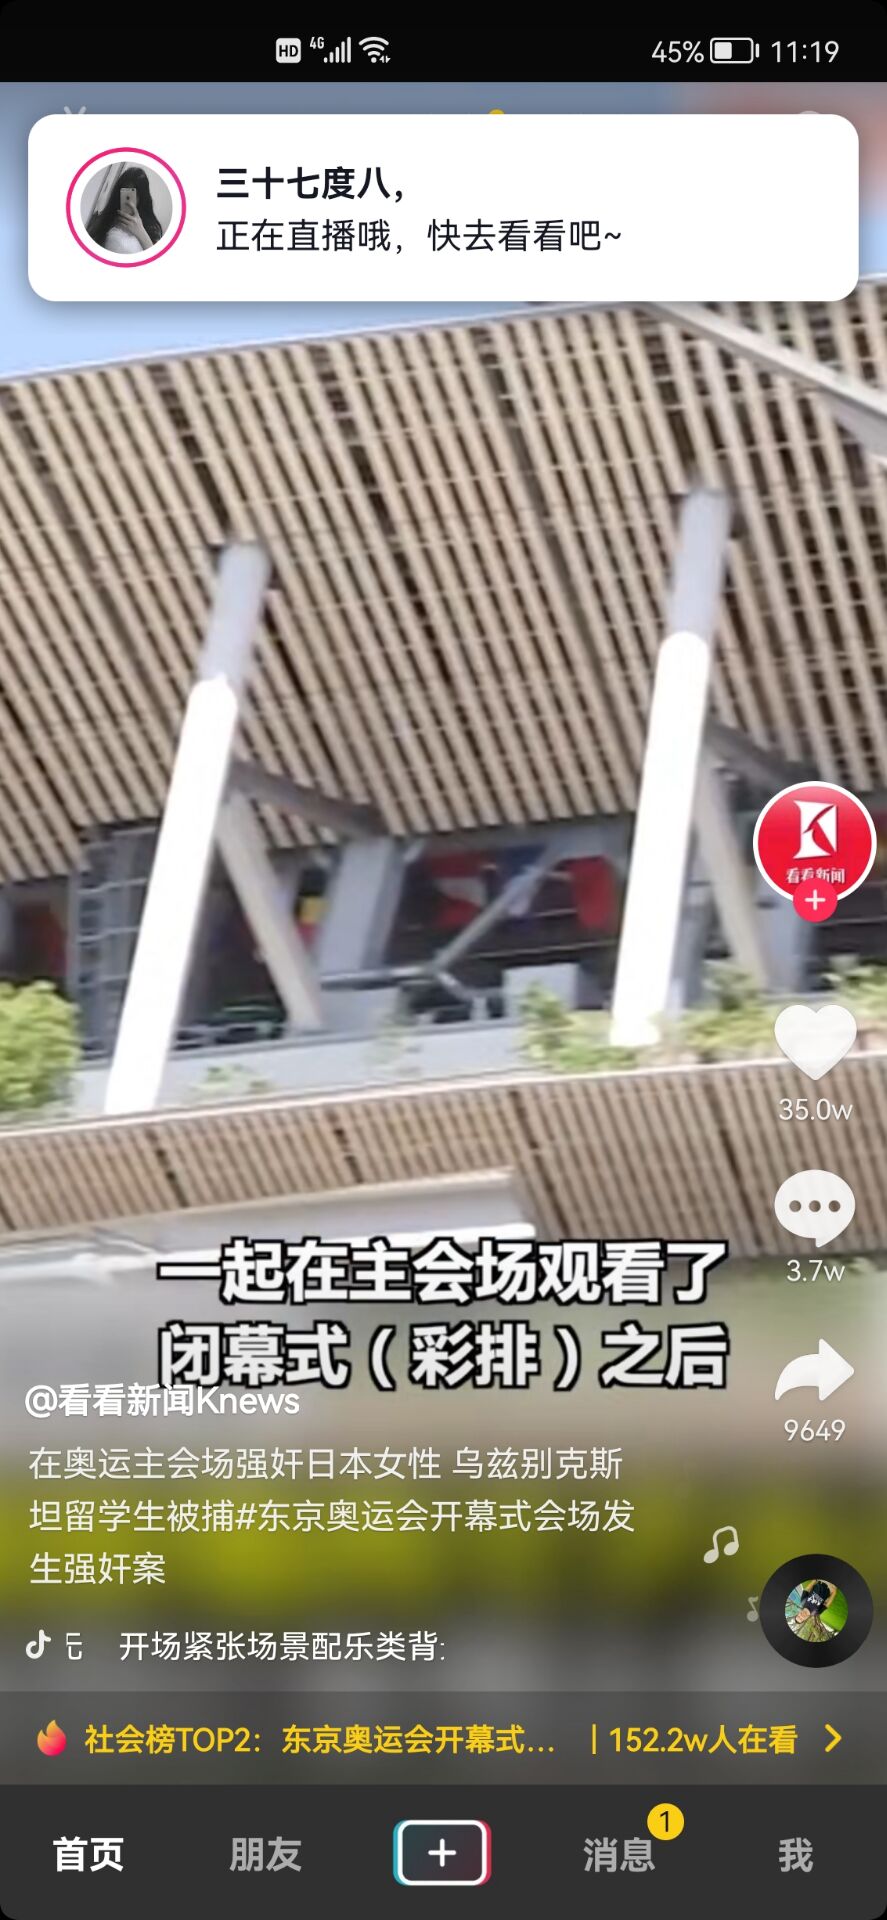 HD 4G 45% 11:19
三十七度八，
正在直播哦，快去看看吧~
看看新闻
35.0w
3.7w
9649
一起在主会场观看了
闭幕式（彩排）之后
@看看新闻Knews
在奥运主会场强奸日本女性 乌兹别克斯
坦留学生被捕#东京奥运会开幕式会场发
生强奸案
开场紧张场景配乐类背:
社会榜TOP2：东京奥运会开幕式... | 152.2w人在看
首页 朋友 消息 1 我